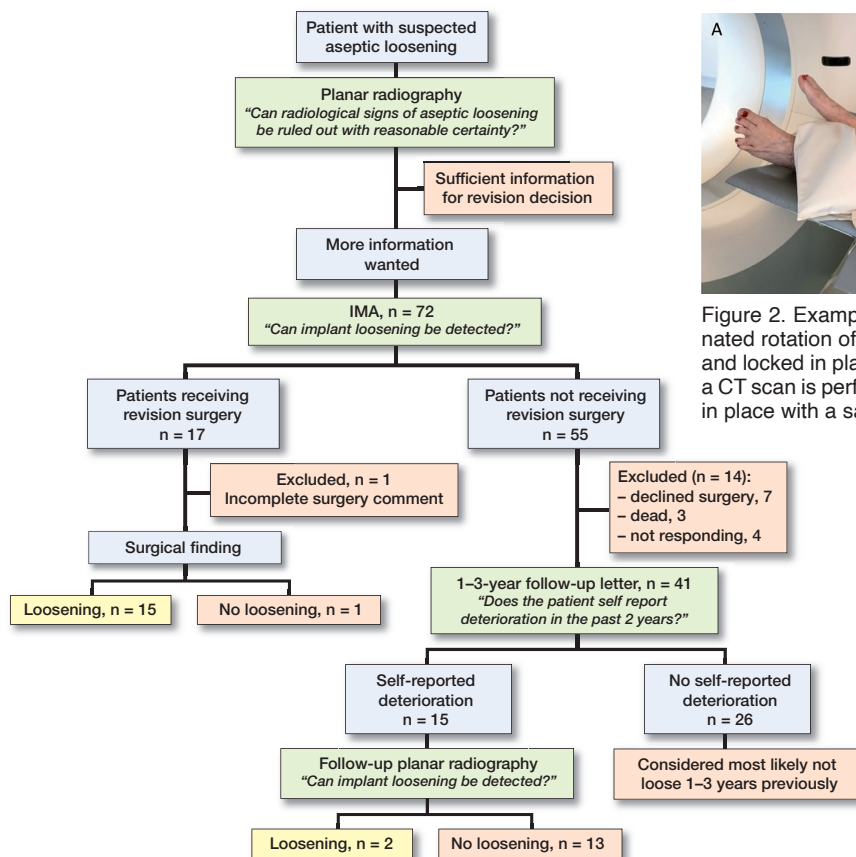 Patient with suspected
aseptic loosening
Planar radiography
“Can radiological signs of aseptic loosening
be ruled out with reasonable certainty?”
Sufficient information
for revision decision
More information
wanted
IMA, n = 72
“Can implant loosening be detected?”
Patients receiving
revision surgery
n = 17
Patients not receiving
revision surgery
n = 55
Excluded, n = 1
Incomplete surgery comment
Excluded (n = 14):
– declined surgery, 7
– dead, 3
– not responding, 4
Surgical finding
Loosening, n = 15
No loosening, n = 1
1–3-year follow-up letter, n = 41
“Does the patient self report
deterioration in the past 2 years?”
Self-reported
deterioration
n = 15
No self-reported
deterioration
n = 26
Follow-up planar radiography
“Can implant loosening be detected?”
Considered most likely not
loose 1–3 years previously
Loosening, n = 2
No loosening, n = 13
A
Figure 2. Examp
nated rotation of
and locked in pla
a CT scan is perf
in place with a sa